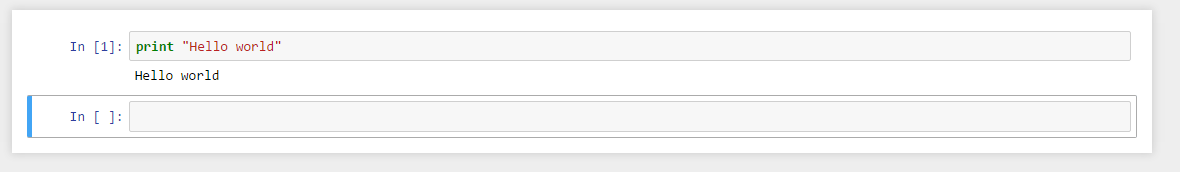 In [1]: print "Hello world"
Hello world
In [ ]: